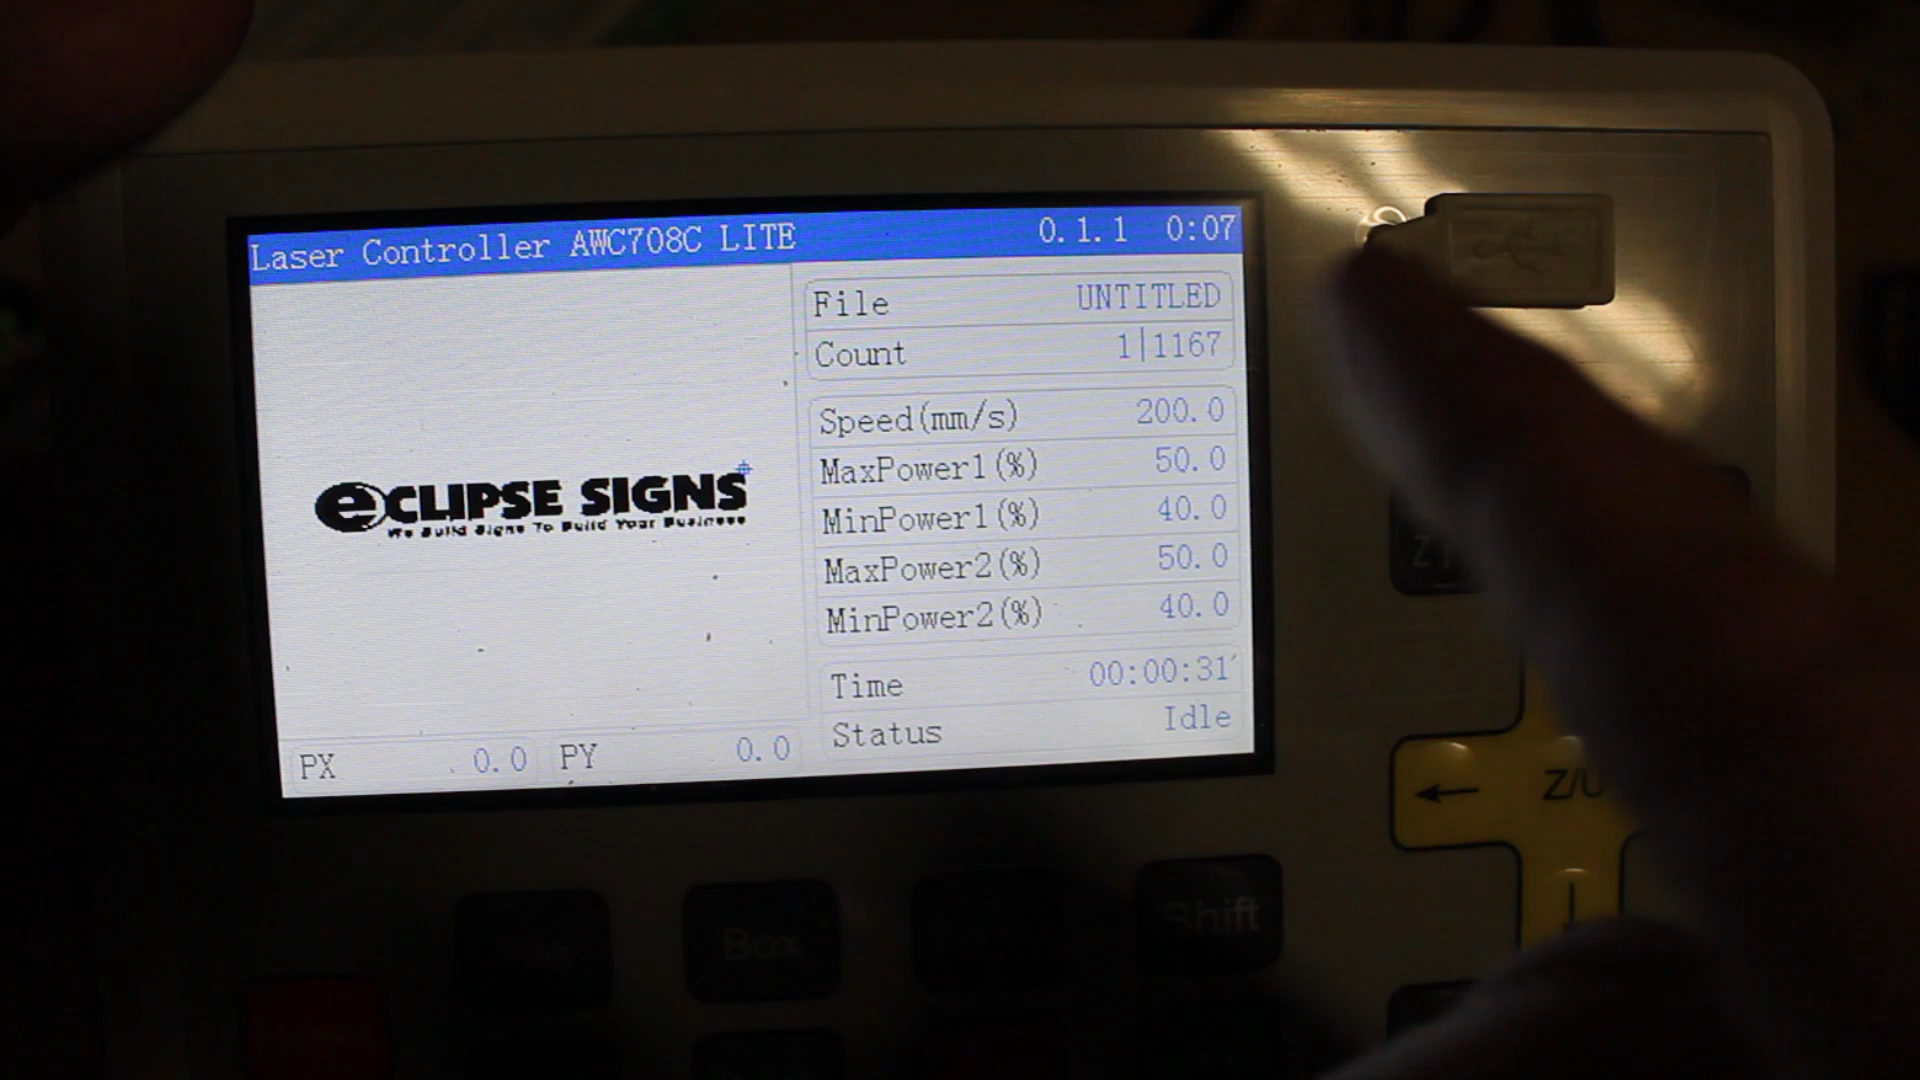 Laser Controller AWC708C LITE 0.1.1 0:07
File UNTITLED
Count 1|1167
Speed(mm/s) 200.0
MaxPower1(%) 50.0
MinPower1(%) 40.0
MaxPower2(%) 50.0
MinPower2(%) 40.0
Time 00:00:31
Status Idle
eCLIPSE SIGNS
We Build Signs To Build Your Business
PX 0.0 PY 0.0
Z/U
Box
Shift